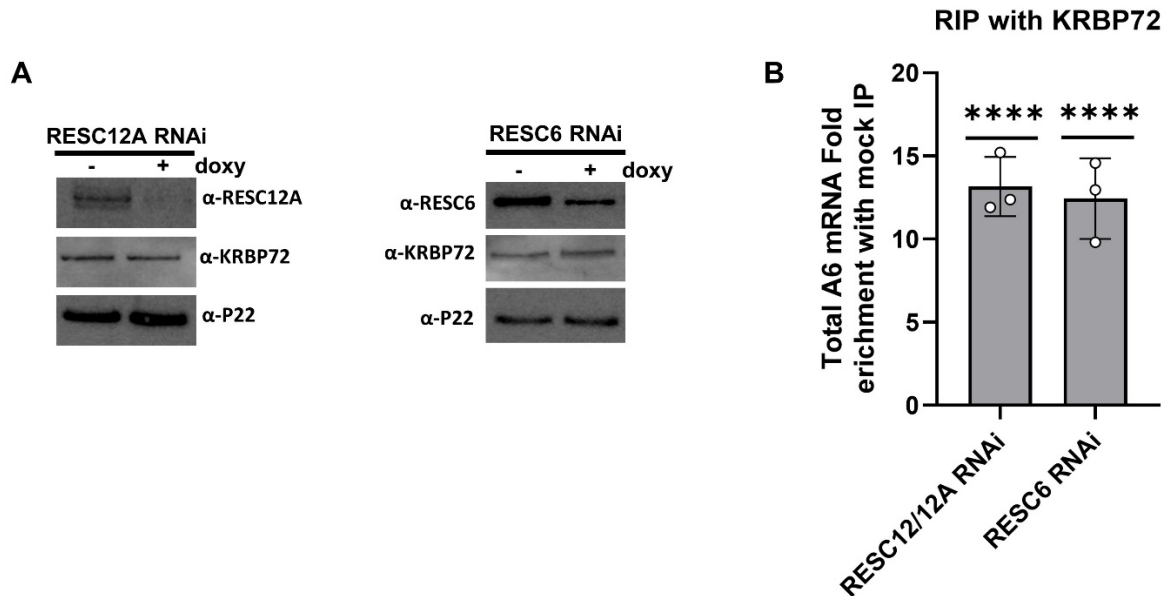 RIP with KRBP72
A
B
RESC12A RNAi
- + doxy
α-RESC12A
α-KRBP72
α-P22
RESC6 RNAi
- + doxy
α-RESC6
α-KRBP72
α-P22
Total A6 mRNA Fold
erichment with mock IP
20
15
10
5
0
**** ****
RESC12/12A RNAi
RESC6 RNAi